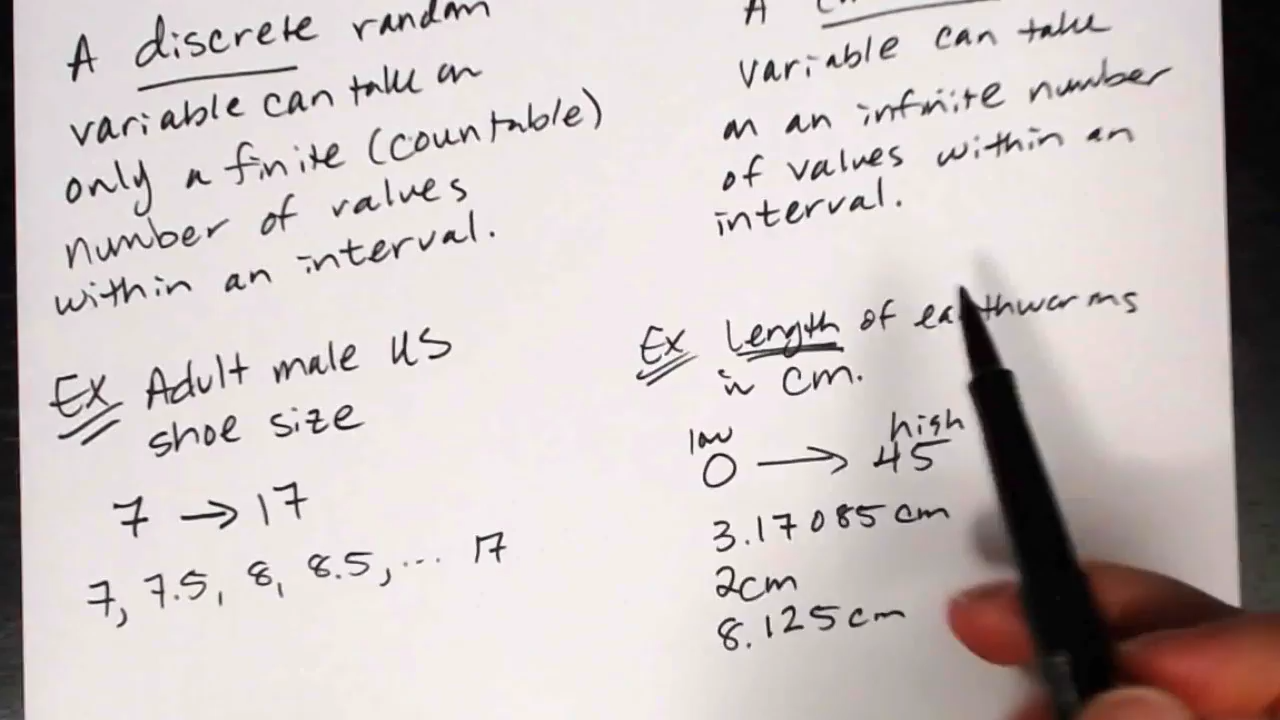 A discrete random
variable can take on
only a finite (countable)
number of values
within an interval.
Ex Adult male US
shoe size
7 → 17
7, 7.5, 8, 8.5, ... 17
A
variable can take
on an infinite number
of values within an
interval.
Ex Length of earthworms
in cm.
low high
0 → 45
3.17085cm
2cm
8.125cm